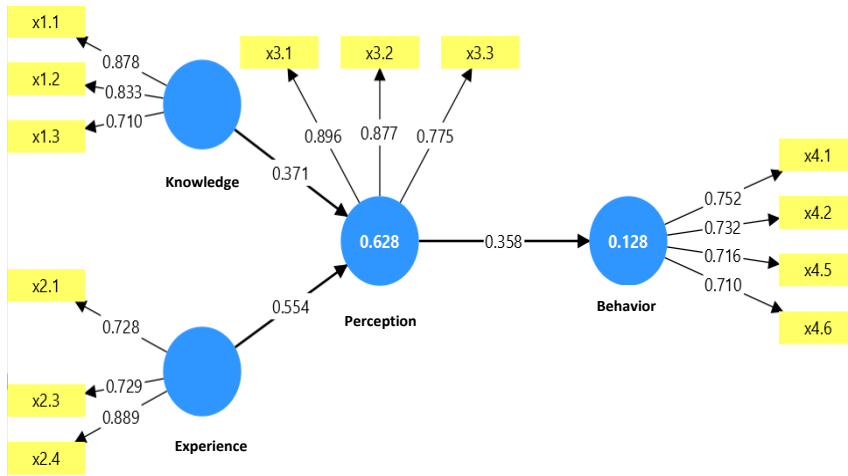 x1.1
x1.2
x1.3
0.878
0.833
0.710
Knowledge
x3.1
x3.2
x3.3
0.896
0.877
0.775
0.371
0.628
Perception
0.554
x2.1
x2.3
x2.4
0.728
0.729
0.889
Experience
0.358
0.128
Behavior
0.752
0.732
0.716
0.710
x4.1
x4.2
x4.5
x4.6